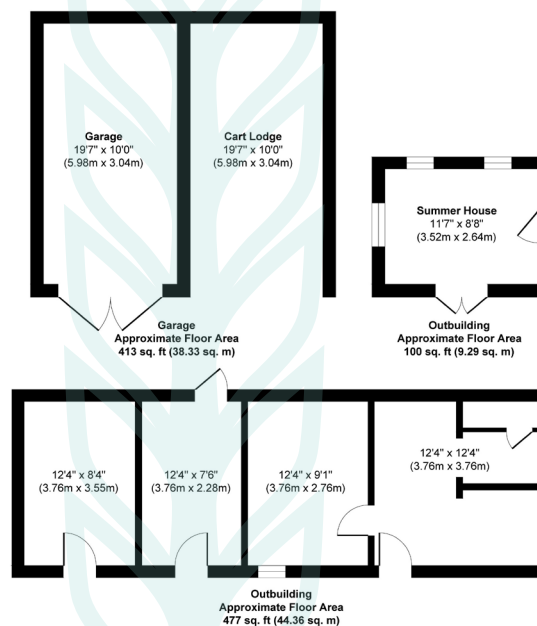 Garage
19'7" x 10'0"
(5.98m x 3.04m)
Cart Lodge
19'7" x 10'0"
(5.98m x 3.04m)
Summer House
11'7" x 8'8"
(3.52m x 2.64m)
Garage
Approximate Floor Area
413 sq. ft (38.33 sq. m)
Outbuilding
Approximate Floor Area
100 sq. ft (9.29 sq. m)
12'4" x 8'4"
(3.76m x 3.55m)
12'4" x 7'6"
(3.76m x 2.28m)
12'4" x 9'1"
(3.76m x 2.76m)
12'4" x 12'4"
(3.76m x 3.76m)
Outbuilding
Approximate Floor Area
477 sq. ft (44.36 sq. m)